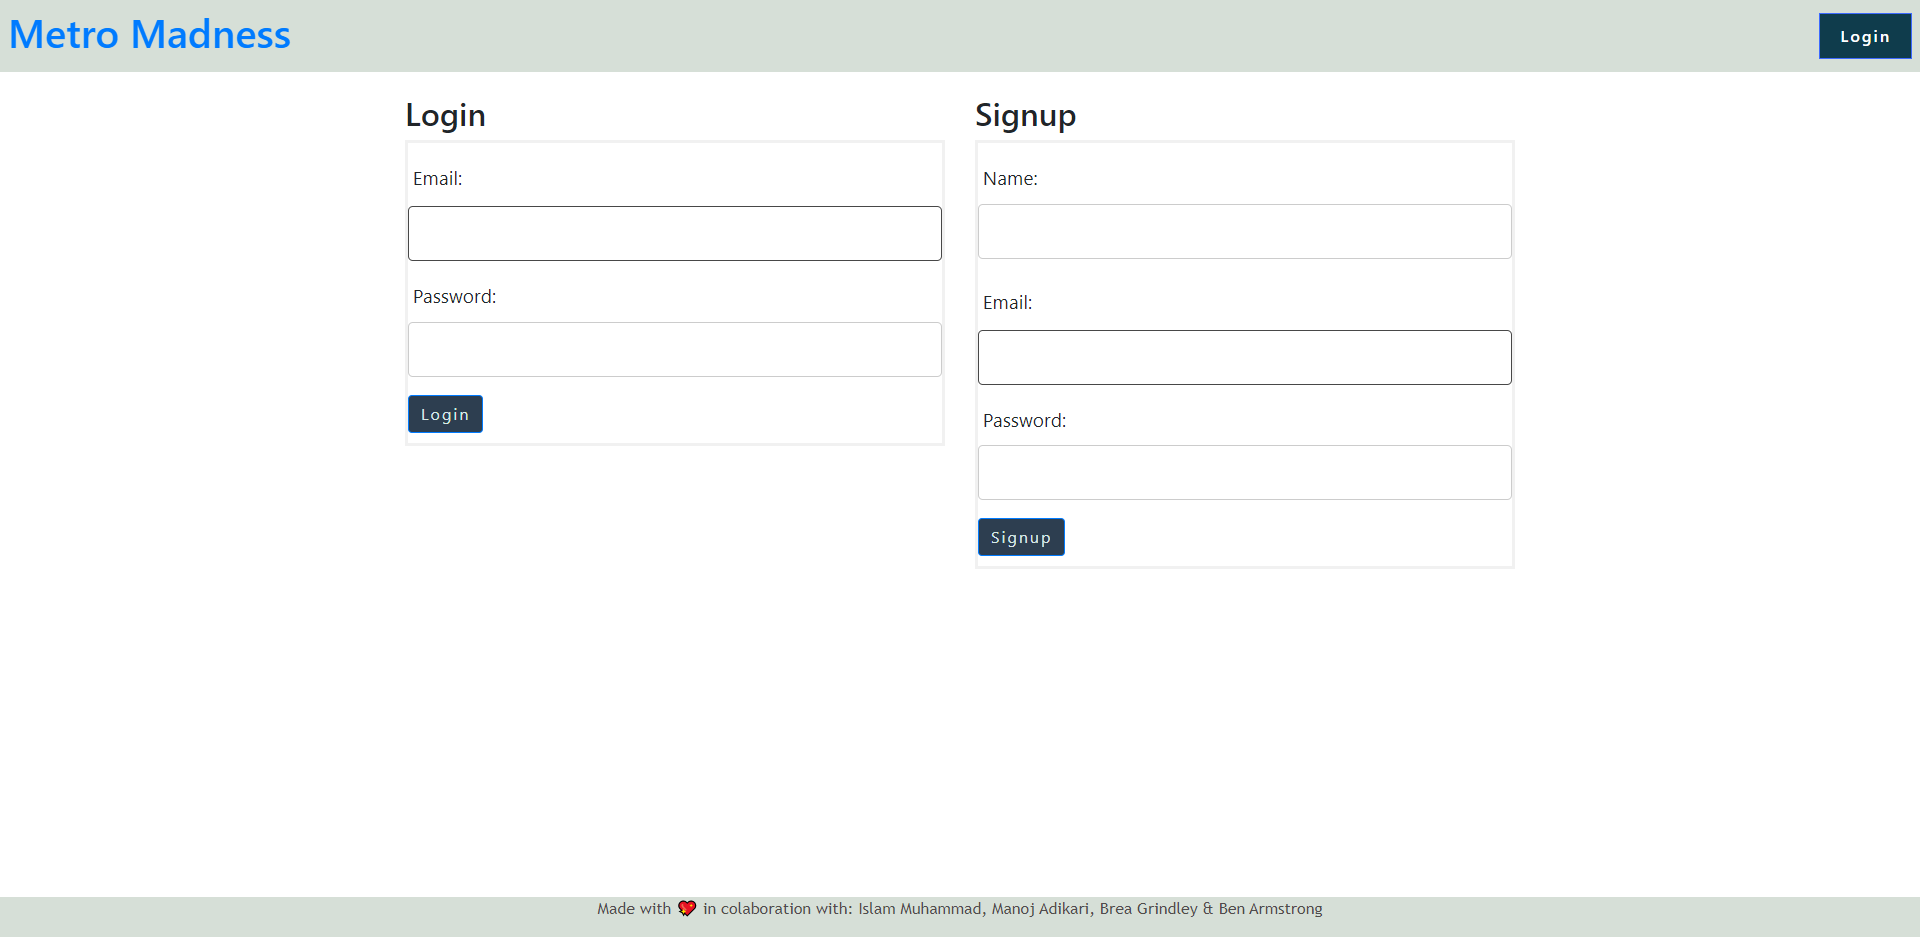 Metro Madness
Login
Login
Email:
Password:
Login
Signup
Name:
Email:
Password:
Signup
Made with 💖 in colaboration with: Islam Muhammad, Manoj Adikari, Brea Grindley & Ben Armstrong